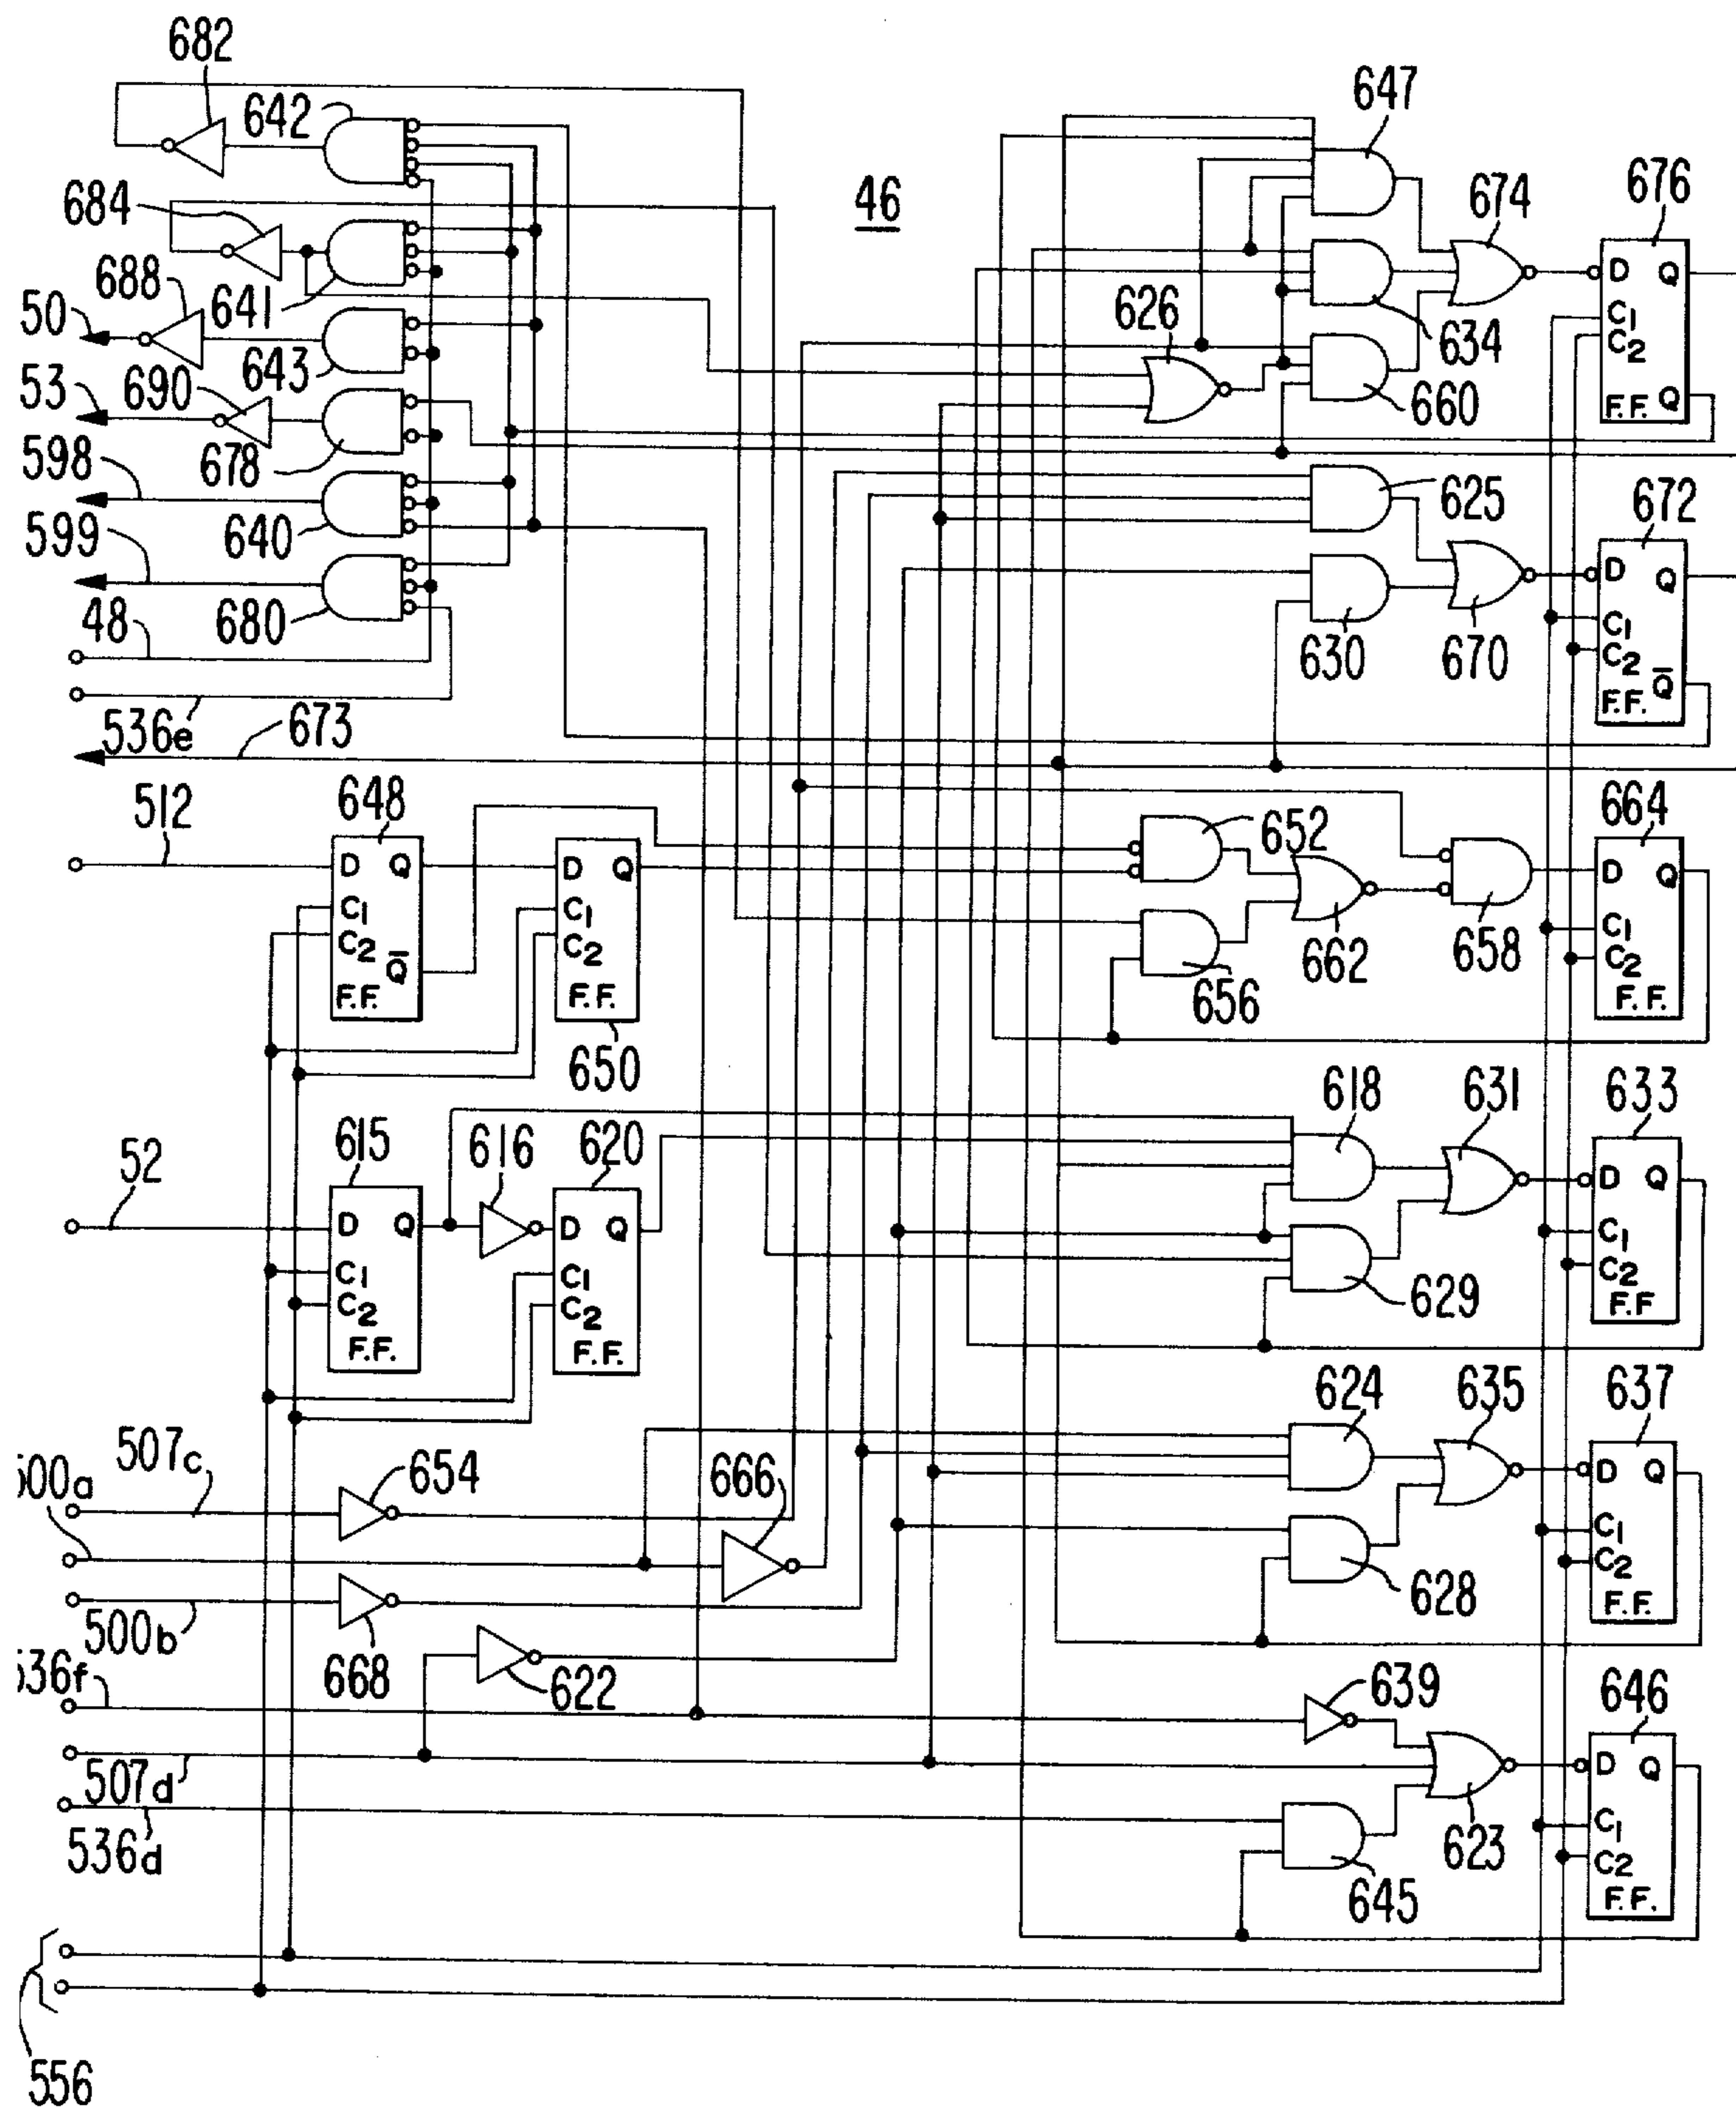 682
642
647
46
676
684
674
D Q
688
641
626
C1
50
634
C2
643
53
690
660
F.F. Q
678
598
625
672
599
640
D Q
48
680
630
670
C1
C2
Q̅
F.F.
536e
673
512
648
664
D Q
D Q
652
D Q
C1
C1
C1
C2
C2
662
658
C2
Q̅
F.F.
F.F.
656
F.F.
650
618
631
633
52
615
616
620
D Q
D Q
D Q
C1
C1
C1
C2
C2
629
C2
F.F.
F.F.
F.F
624
635
637
507c
654
666
D Q
00a
C1
C2
628
500b
F.F.
668
36f
622
639
646
D Q
507d
C1
536d
623
C2
645
F.F.
556